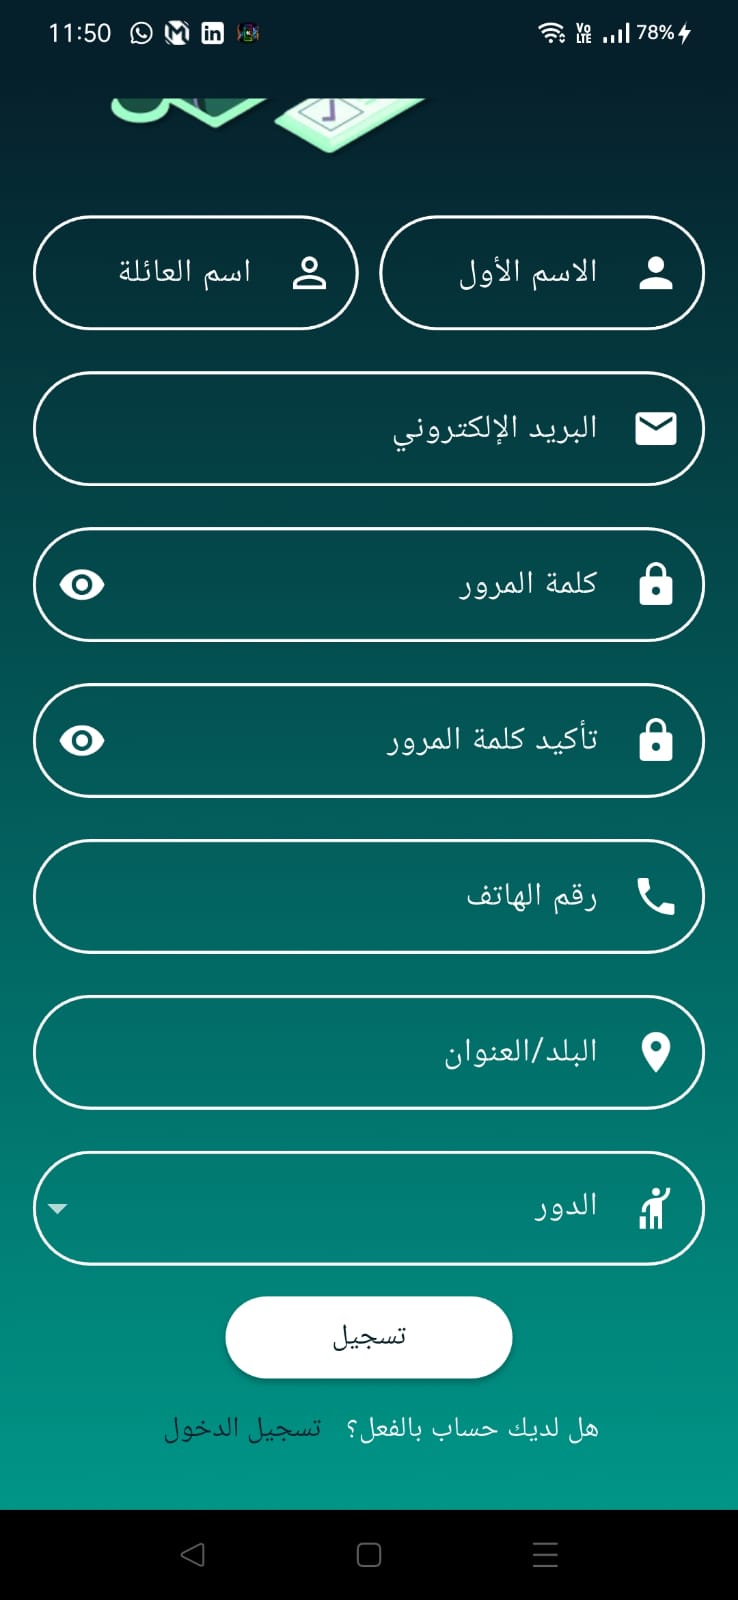 11:50 Vo LTE 78%
الاسم الأول
اسم العائلة
البريد الإلكتروني
كلمة المرور
تأكيد كلمة المرور
رقم الهاتف
البلد/العنوان
الدور
تسجيل
هل لديك حساب بالفعل؟ تسجيل الدخول